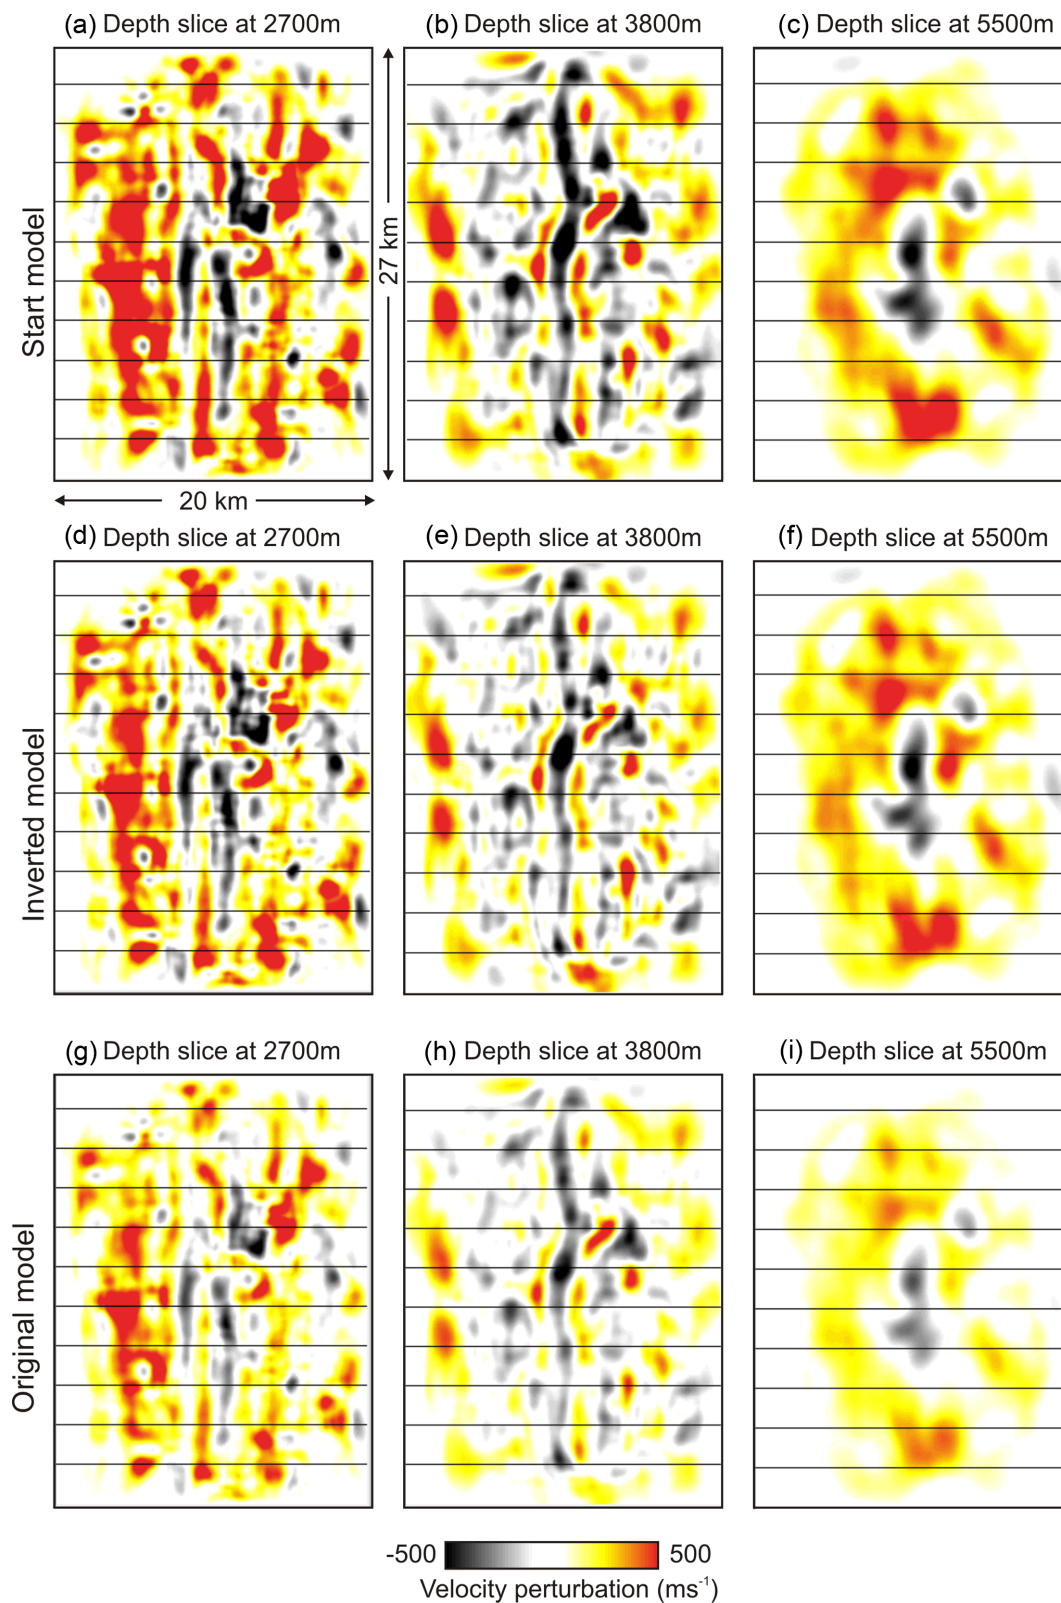 (a) Depth slice at 2700m
(b) Depth slice at 3800m
(c) Depth slice at 5500m
Start model
27 km
20 km
(d) Depth slice at 2700m
(e) Depth slice at 3800m
(f) Depth slice at 5500m
Inverted model
(g) Depth slice at 2700m
(h) Depth slice at 3800m
(i) Depth slice at 5500m
Original model
-500 500
Velocity perturbation (ms⁻¹)